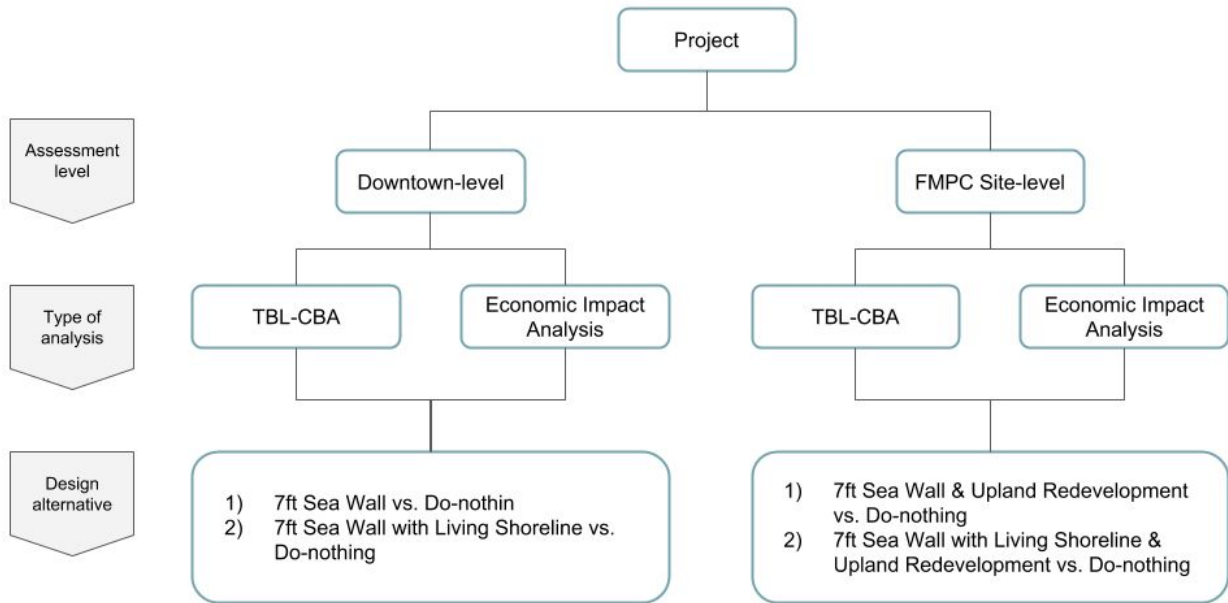 Project
Assessment
level
Downtown-level
FMPC Site-level
Type of
analysis
TBL-CBA
Economic Impact
Analysis
TBL-CBA
Economic Impact
Analysis
Design
alternative
1) 7ft Sea Wall vs. Do-nothin
2) 7ft Sea Wall with Living Shoreline vs.
Do-nothing
1) 7ft Sea Wall & Upland Redevelopment
vs. Do-nothing
2) 7ft Sea Wall with Living Shoreline &
Upland Redevelopment vs. Do-nothing